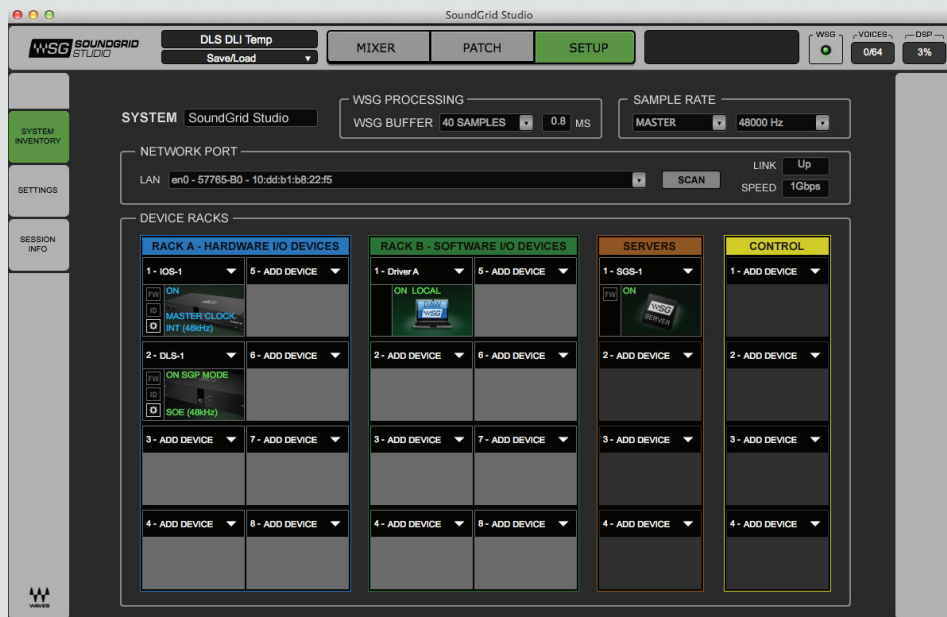 SoundGrid Studio
WSG SOUNDGRID STUDIO
DLS DLI Temp
Save/Load
MIXER
PATCH
SETUP
WSG
VOICES
0/64
DSP
3%
SYSTEM INVENTORY
SETTINGS
SESSION INFO
SYSTEM SoundGrid Studio
WSG PROCESSING
WSG BUFFER 40 SAMPLES 0.8 MS
SAMPLE RATE
MASTER 48000 Hz
NETWORK PORT
LAN en0 - 57765-B0 - 10:dd:b1:b8:22:f5 SCAN
LINK Up
SPEED 1Gbps
DEVICE RACKS
RACK A - HARDWARE I/O DEVICES
1 - IOS-1
FW
ID
ON
MASTER CLOCK
INT (48kHz)
5 - ADD DEVICE
2 - DLS-1
FW
ID
ON SGP MODE
SOE (48kHz)
6 - ADD DEVICE
3 - ADD DEVICE
7 - ADD DEVICE
4 - ADD DEVICE
8 - ADD DEVICE
RACK B - SOFTWARE I/O DEVICES
1 - Driver A
ON LOCAL
DAW
WSG
5 - ADD DEVICE
2 - ADD DEVICE
6 - ADD DEVICE
3 - ADD DEVICE
7 - ADD DEVICE
4 - ADD DEVICE
8 - ADD DEVICE
SERVERS
1 - SGS-1
FW
ON
WSG
SERVER
2 - ADD DEVICE
3 - ADD DEVICE
4 - ADD DEVICE
CONTROL
1 - ADD DEVICE
2 - ADD DEVICE
3 - ADD DEVICE
4 - ADD DEVICE
WAVES